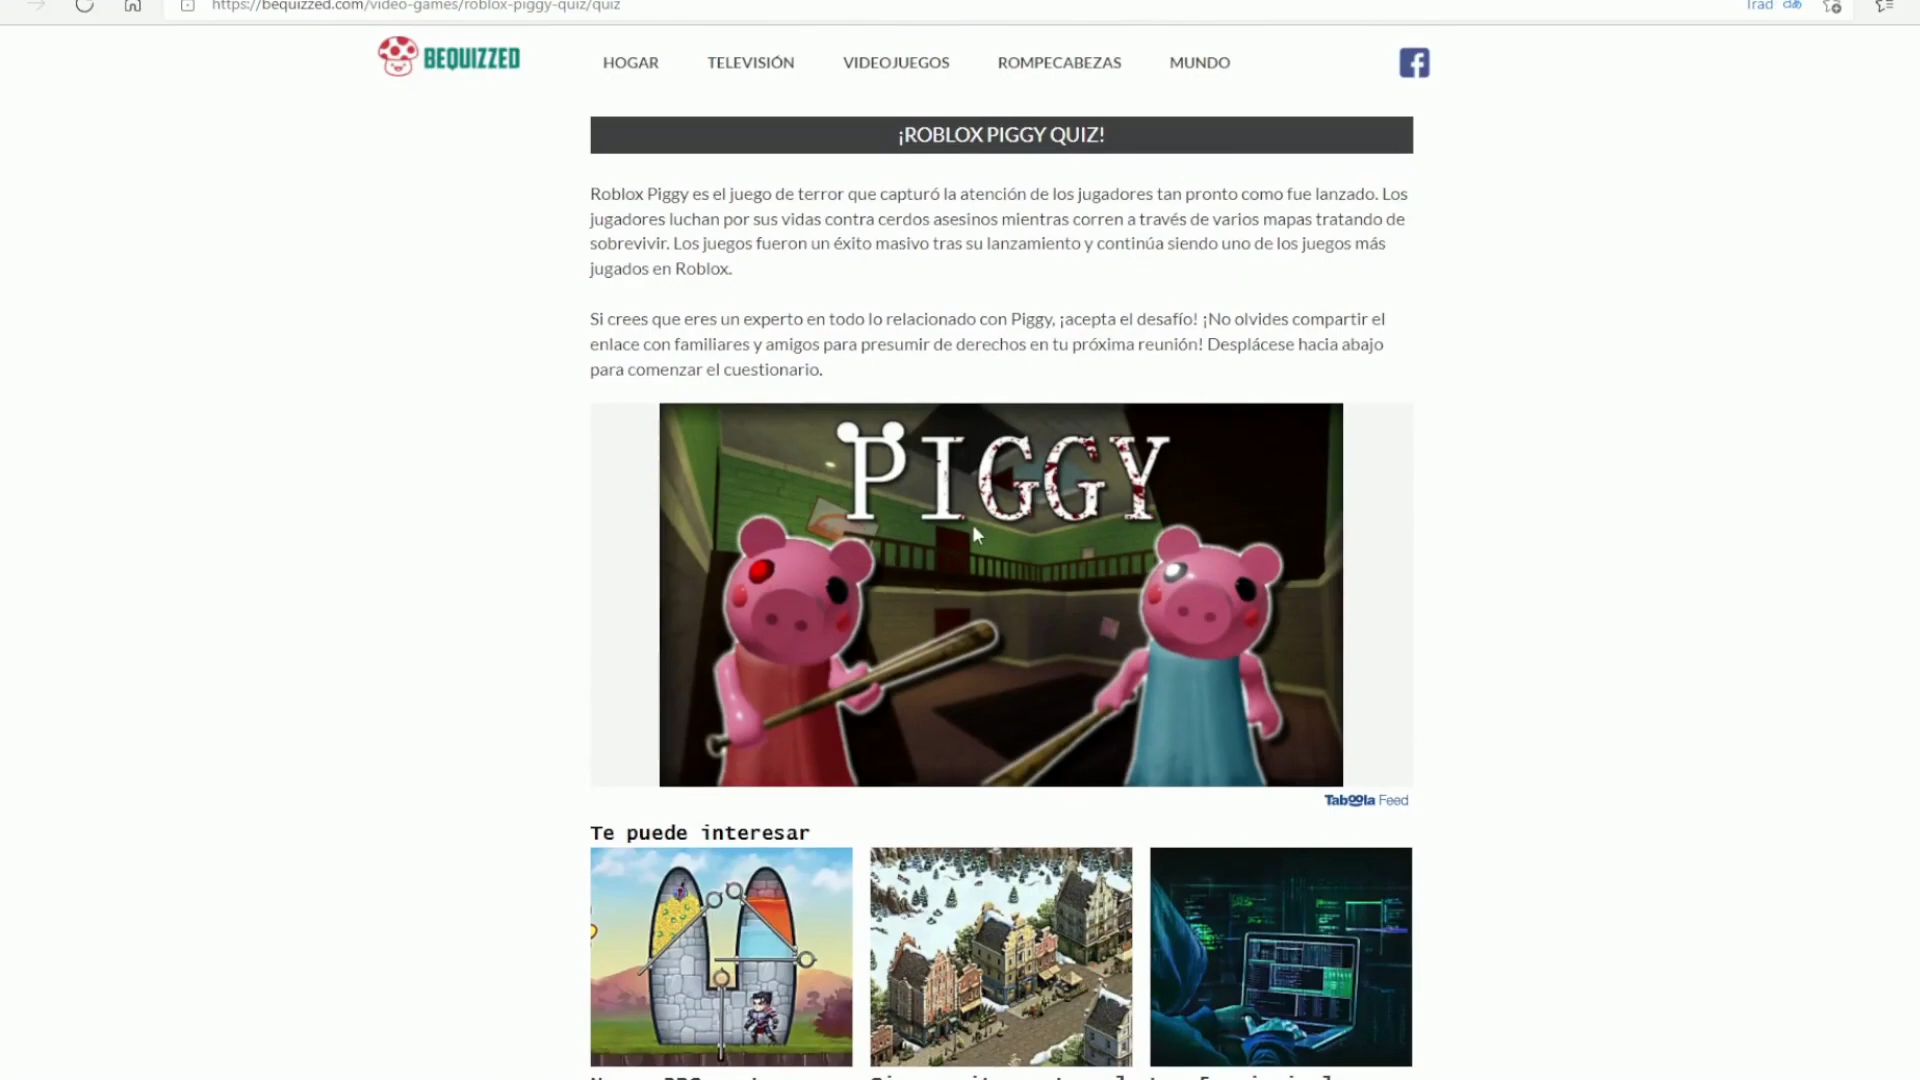 https://bequizzed.com/video-games/roblox-piggy-quiz/quiz
Trad
BEQUIZZED
HOGAR
TELEVISIÓN
VIDEOJUEGOS
ROMPECABEZAS
MUNDO
¡ROBLOX PIGGY QUIZ!
Roblox Piggy es el juego de terror que capturó la atención de los jugadores tan pronto como fue lanzado. Los
jugadores luchan por sus vidas contra cerdos asesinos mientras corren a través de varios mapas tratando de
sobrevivir. Los juegos fueron un éxito masivo tras su lanzamiento y continúa siendo uno de los juegos más
jugados en Roblox.
Si crees que eres un experto en todo lo relacionado con Piggy, ¡acepta el desafío! ¡No olvides compartir el
enlace con familiares y amigos para presumir de derechos en tu próxima reunión! Desplácese hacia abajo
para comenzar el cuestionario.
PIGGY
Taboola Feed
Te puede interesar